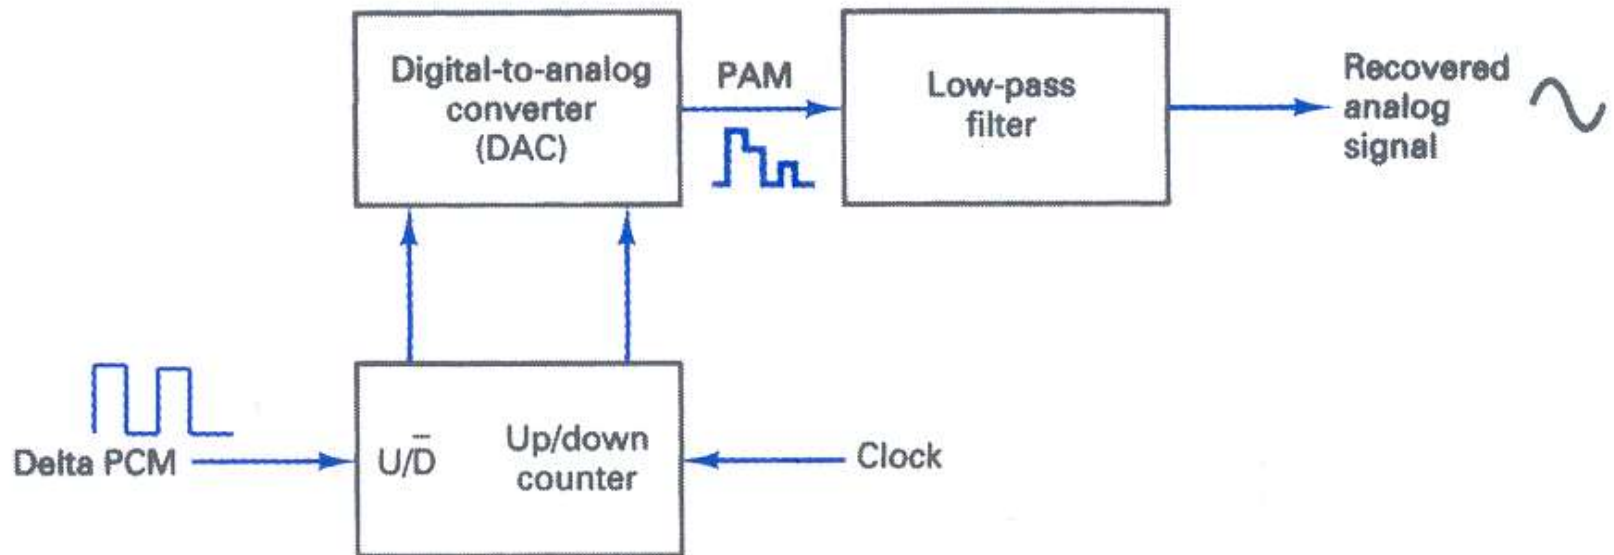 Digital-to-analog
converter
(DAC)
PAM
Low-pass
filter
Recovered
analog
signal
Delta PCM
U/D̅
Up/down
counter
Clock